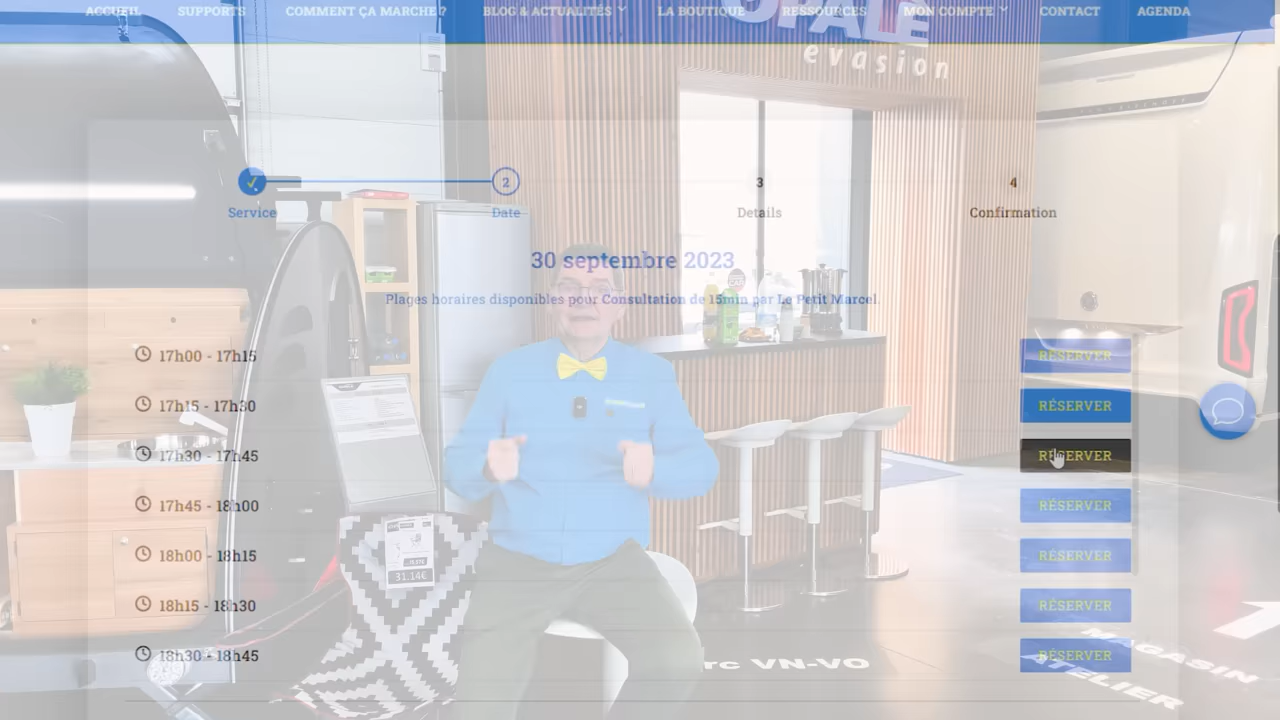 ACCUEIL SUPPORTS COMMENT ÇA MARCHE ? BLOG & ACTUALITÉS LA BOUTIQUE RESSOURCES MON COMPTE CONTACT AGENDA
OPALE
evasion
2 3 4
Service Date Details Confirmation
30 septembre 2023
Plages horaires disponibles pour Consultation de 15min par Le Petit Marcel.
17h00 - 17h15 RÉSERVER
17h15 - 17h30 RÉSERVER
17h30 - 17h45 RÉSERVER
17h45 - 18h00 RÉSERVER
18h00 - 18h15 RÉSERVER
18h15 - 18h30 RÉSERVER
18h30 - 18h45 RÉSERVER
31.14€
rc VN-VO
MAGASIN
ATELIER